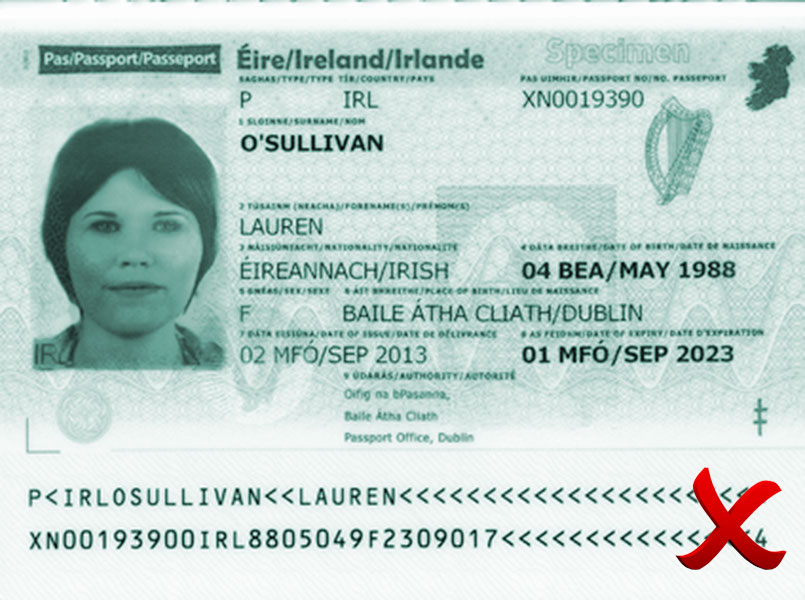 Pas/Passport/Passeport
Éire/Ireland/Irlande
Specimen
SAGHAS/TYPE/TYPE TÍR/COUNTRY/PAYS PAS UIMHIR/PASSPORT NO/NO. PASSEPORT
P IRL XN0019390
1 SLOINNE/SURNAME/NOM
O'SULLIVAN
2 TÚSAINM (NEACHA)/FORENAME(S)/PRÉNOM(S)
LAUREN
3 NÁISIÚNTACHT/NATIONALITY/NATIONALITÉ 4 DÁTA BREITHE/DATE OF BIRTH/DATE DE NAISSANCE
ÉIREANNACH/IRISH 04 BEA/MAY 1988
5 GNÉAS/SEX/SEXE 6 ÁIT BHREITHE/PLACE OF BIRTH/LIEU DE NAISSANCE
F BAILE ÁTHA CLIATH/DUBLIN
7 DÁTA EISIÚNA/DATE OF ISSUE/DATE DE DÉLIVRANCE 8 AS FEIDHM/DATE OF EXPIRY/DATE D'EXPIRATION
02 MFÓ/SEP 2013 01 MFÓ/SEP 2023
9 ÚDARÁS/AUTHORITY/AUTORITÉ
Oifig na bPasanna,
Baile Átha Cliath
Passport Office, Dublin
P<IRLOSULLIVAN<<LAUREN<<<<<<<<<<<<<<<<<<<<<
XN00193900IRL8805049F2309017<<<<<<<<<<<<<<<4